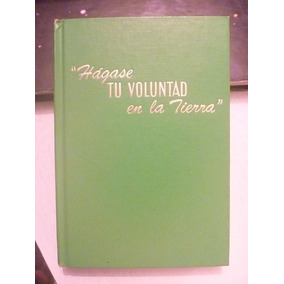 "Hágase
TU VOLUNTAD
en la Tierra"